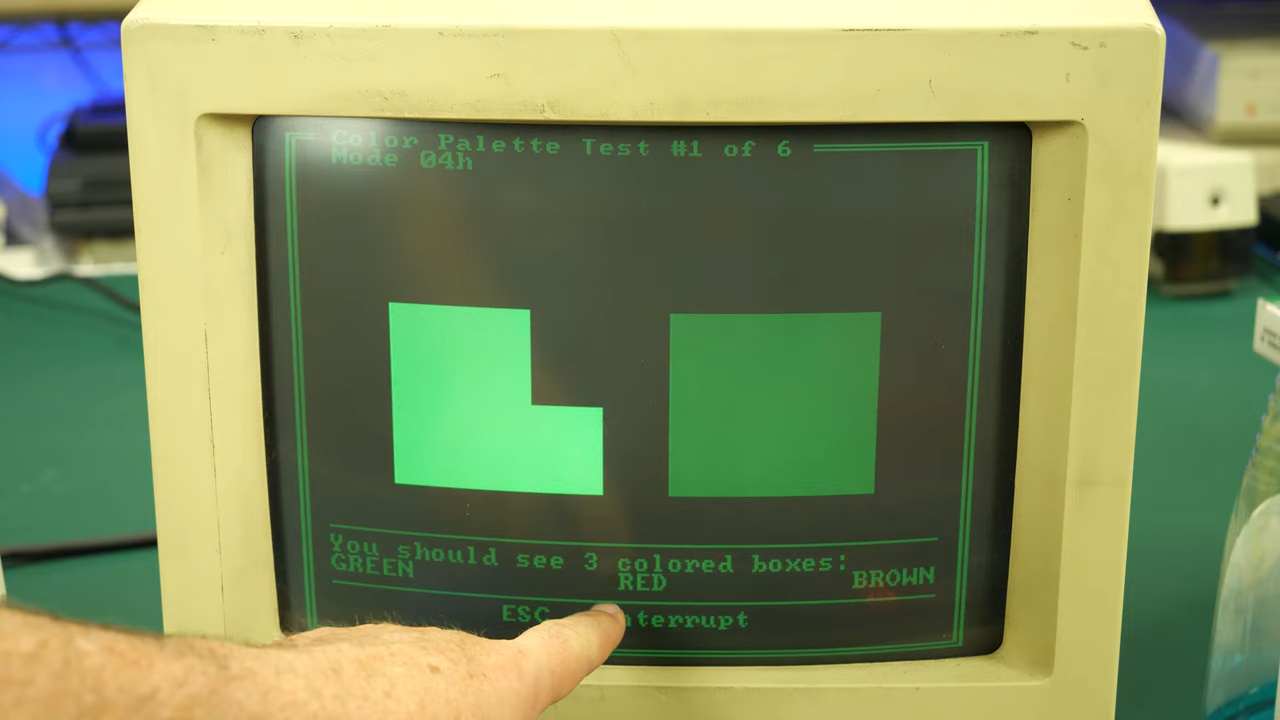 Color Palette Test #1 of 6
Mode 04h
You should see 3 colored boxes:
GREEN RED BROWN
ESC nterrupt